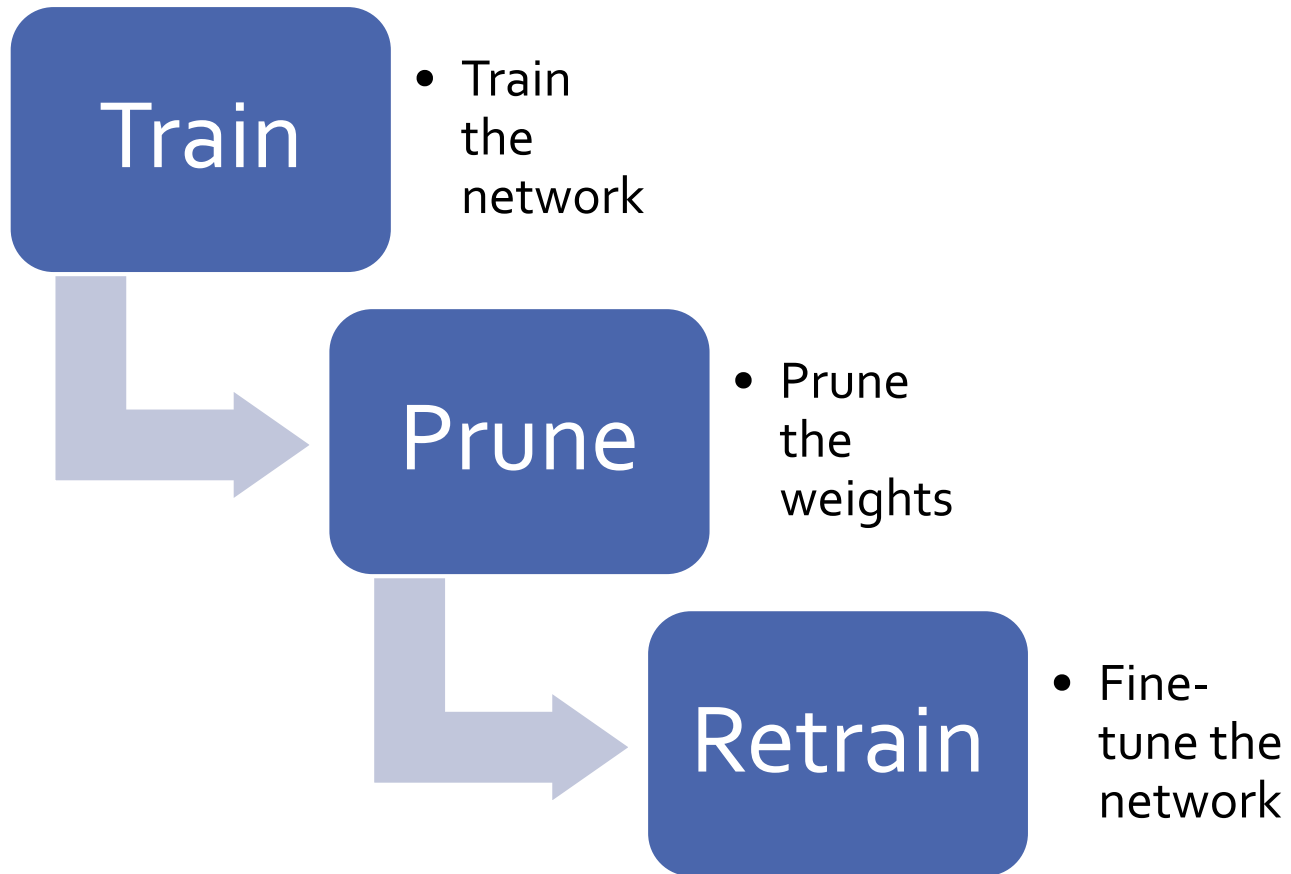 Train
• Train
the
network
Prune
• Prune
the
weights
Retrain
• Fine-
tune the
network